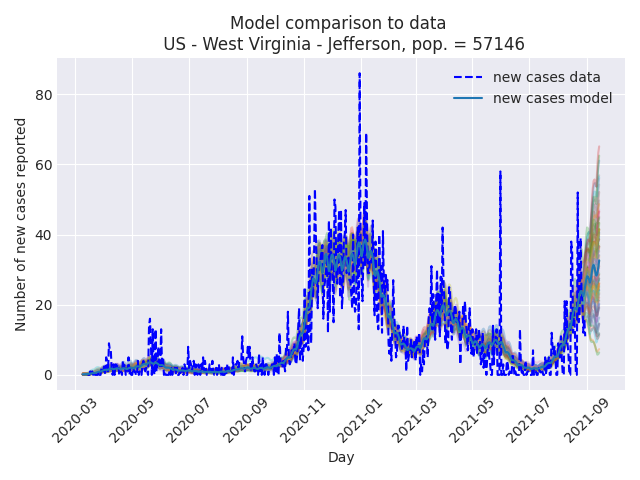 Model comparison to data
US - West Virginia - Jefferson, pop. = 57146
new cases data
new cases model
Number of new cases reported
80
60
40
20
0
2020-03
2020-05
2020-07
2020-09
2020-11
2021-01
2021-03
2021-05
2021-07
2021-09
Day